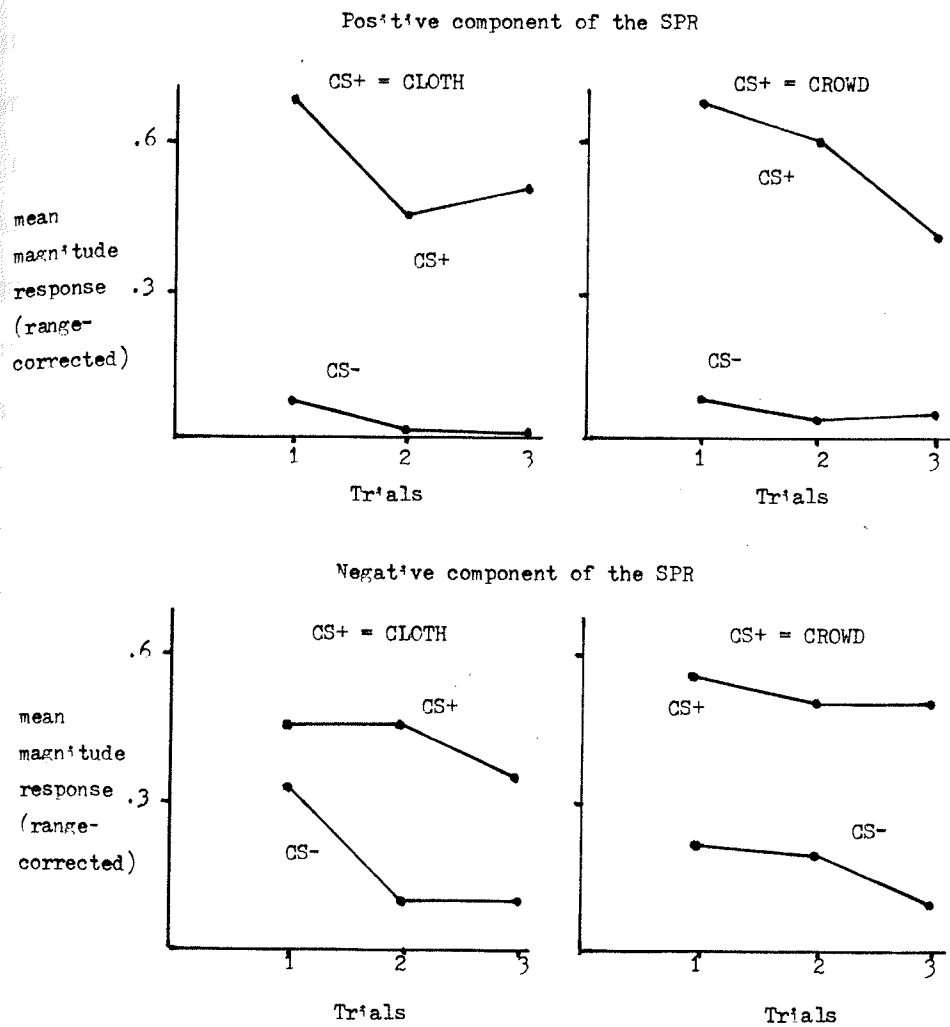 Positive component of the SPR
CS+ = CLOTH
CS+ = CROWD
.6
mean
magnitude
response
(range-
corrected)
.3
CS+
CS-
CS+
CS-
1 2 3
Trials
1 2 3
Trials
Negative component of the SPR
CS+ = CLOTH
CS+ = CROWD
.6
mean
magnitude
response
(range-
corrected)
.3
CS+
CS-
CS+
CS-
1 2 3
Trials
1 2 3
Trials